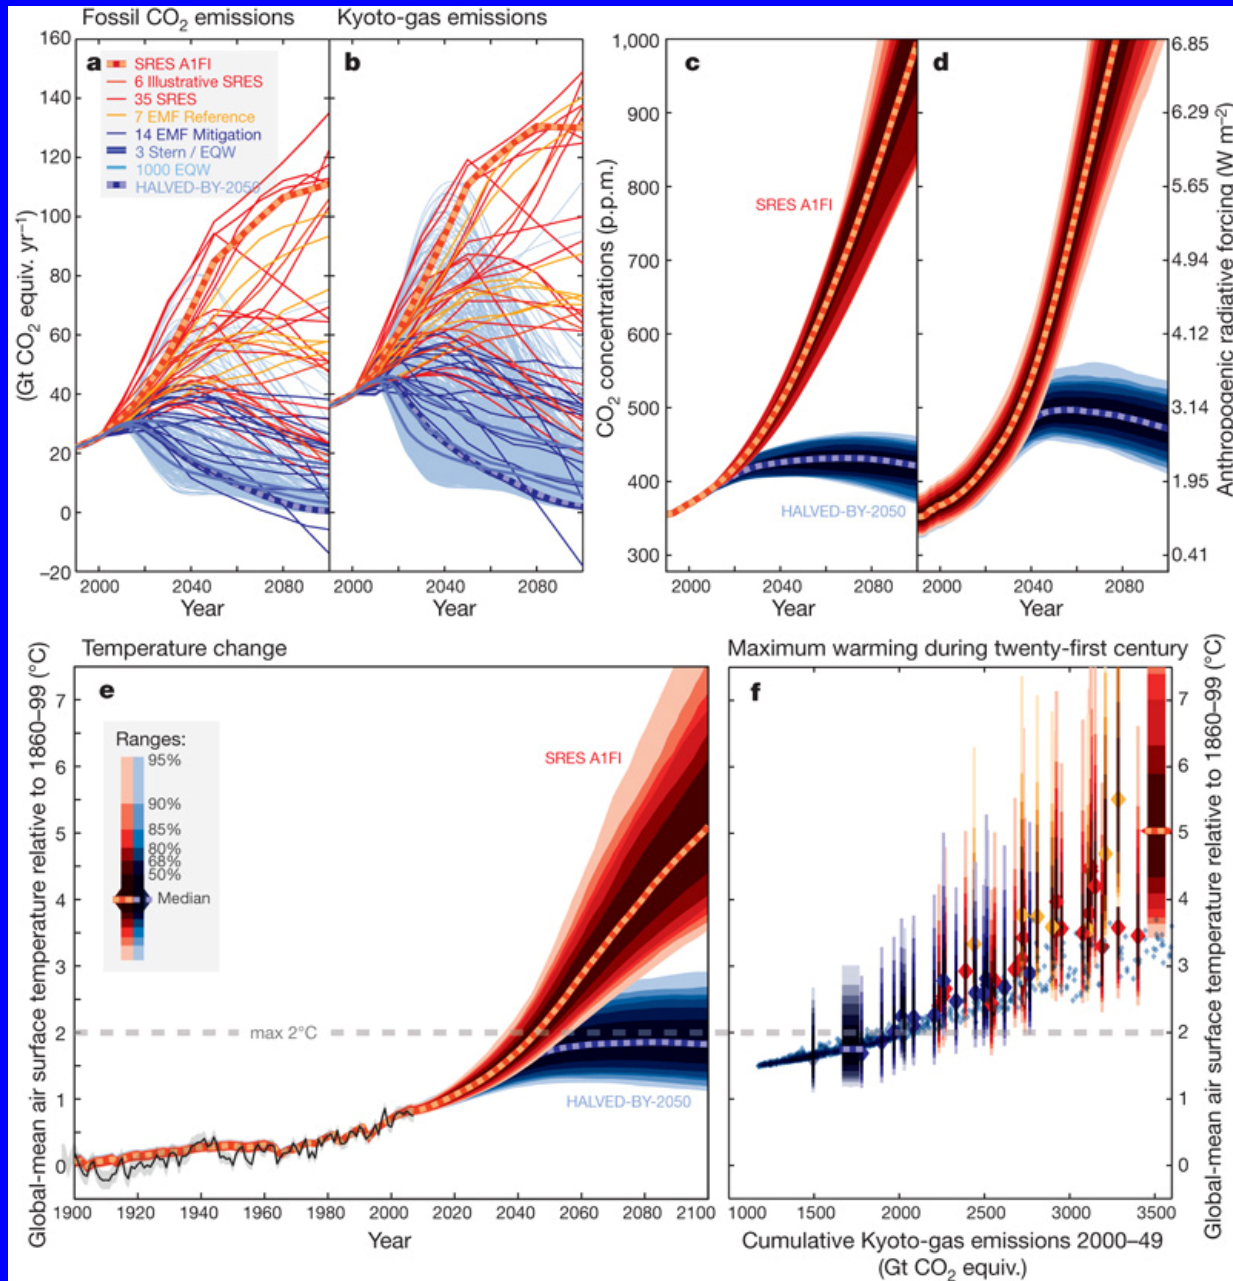 Fossil CO₂ emissions
Kyoto-gas emissions
160
140
120
100
80
60
40
20
0
–20
(Gt CO₂ equiv. yr⁻¹)
a
SRES A1FI
6 Illustrative SRES
35 SRES
7 EMF Reference
14 EMF Mitigation
3 Stern / EQW
1000 EQW
HALVED-BY-2050
2000 2040 2080
Year
b
2000 2040 2080
Year
1,000
900
800
700
600
500
400
300
CO₂ concentrations (p.p.m.)
c
SRES A1FI
HALVED-BY-2050
2000 2040 2080
Year
d
2000 2040 2080
Year
6.85
6.29
5.65
4.94
4.12
3.14
1.95
0.41
Anthropogenic radiative forcing (W m⁻²)
Temperature change
Global-mean air surface temperature relative to 1860–99 (°C)
7
6
5
4
3
2
1
0
e
Ranges:
95%
90%
85%
80%
68%
50%
Median
SRES A1FI
max 2°C
HALVED-BY-2050
1900 1920 1940 1960 1980 2000 2020 2040 2060 2080 2100
Year
Maximum warming during twenty-first century
f
7
6
5
4
3
2
1
0
Global-mean air surface temperature relative to 1860–99 (°C)
1000 1500 2000 2500 3000 3500
Cumulative Kyoto-gas emissions 2000–49
(Gt CO₂ equiv.)